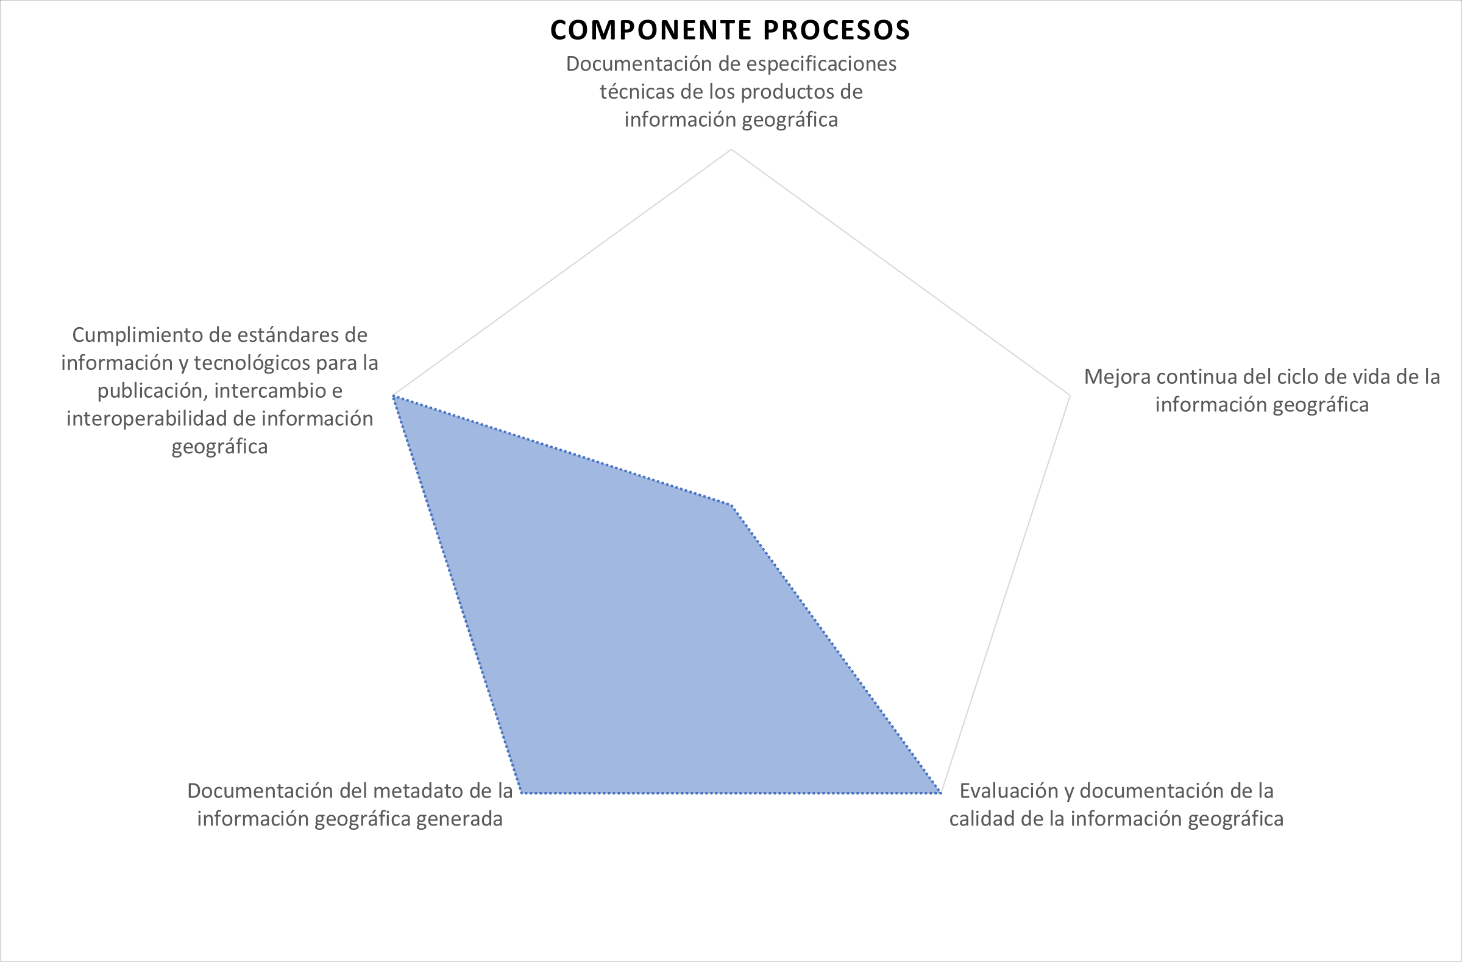 COMPONENTE PROCESOS
Documentación de especificaciones
técnicas de los productos de
información geográfica
Cumplimiento de estándares de
información y tecnológicos para la
publicación, intercambio e
interoperabilidad de información
geográfica
Mejora continua del ciclo de vida de la
información geográfica
Documentación del metadato de la
información geográfica generada
Evaluación y documentación de la
calidad de la información geográfica